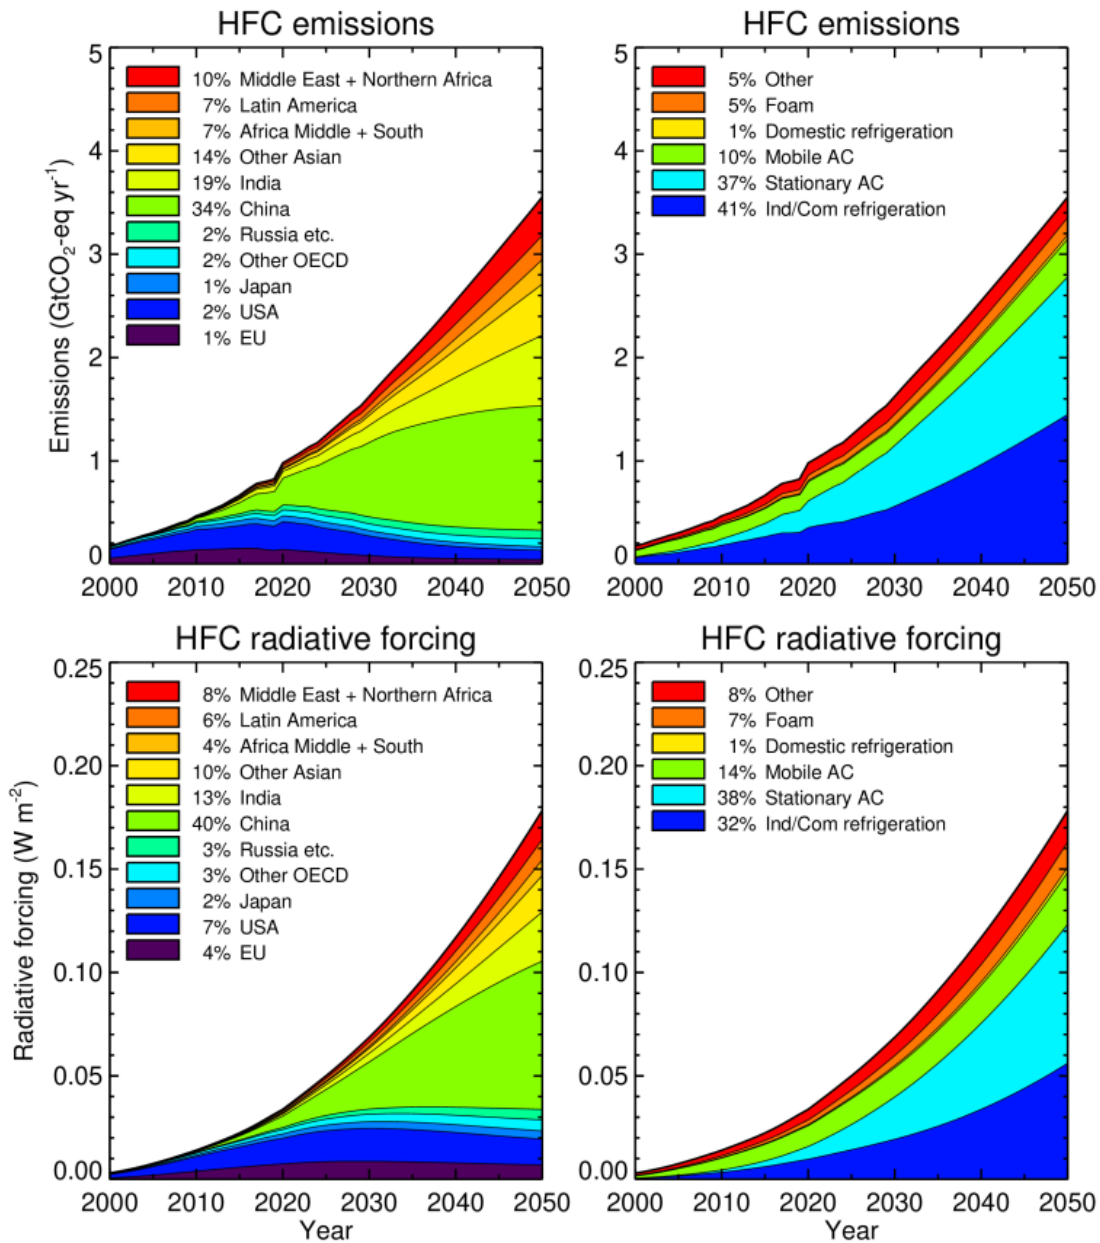 HFC emissions
5
4
3
2
1
0
Emissions (GtCO2-eq yr-1)
10% Middle East + Northern Africa
7% Latin America
7% Africa Middle + South
14% Other Asian
19% India
34% China
2% Russia etc.
2% Other OECD
1% Japan
2% USA
1% EU
2000 2010 2020 2030 2040 2050
HFC emissions
5
4
3
2
1
0
5% Other
5% Foam
1% Domestic refrigeration
10% Mobile AC
37% Stationary AC
41% Ind/Com refrigeration
2000 2010 2020 2030 2040 2050
HFC radiative forcing
0.25
0.20
0.15
0.10
0.05
0.00
Radiative forcing (W m-2)
8% Middle East + Northern Africa
6% Latin America
4% Africa Middle + South
10% Other Asian
13% India
40% China
3% Russia etc.
3% Other OECD
2% Japan
7% USA
4% EU
2000 2010 2020 2030 2040 2050
Year
HFC radiative forcing
0.25
0.20
0.15
0.10
0.05
0.00
8% Other
7% Foam
1% Domestic refrigeration
14% Mobile AC
38% Stationary AC
32% Ind/Com refrigeration
2000 2010 2020 2030 2040 2050
Year